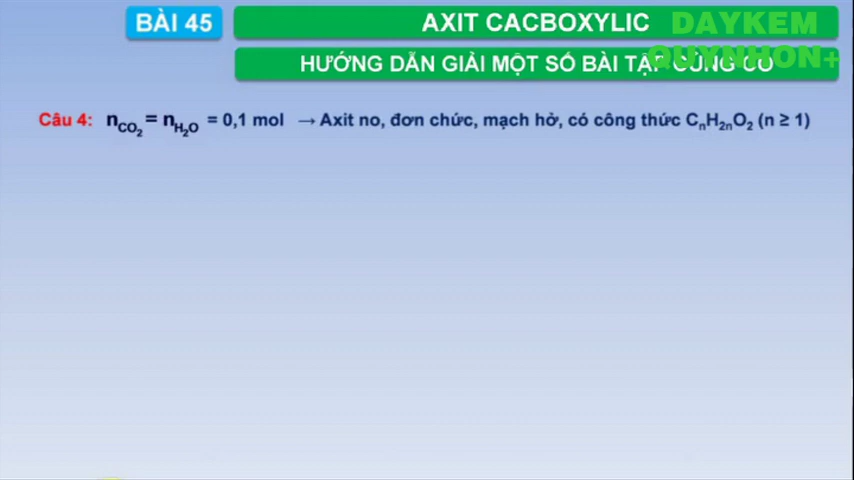 BÀI 45
AXIT CACBOXYLIC
DAYKEM
QUYNHON+
HƯỚNG DẪN GIẢI MỘT SỐ BÀI TẬP CỦNG CỐ
Câu 4: nCO2 = nH2O = 0,1 mol → Axit no, đơn chức, mạch hở, có công thức CnH2nO2 (n ≥ 1)